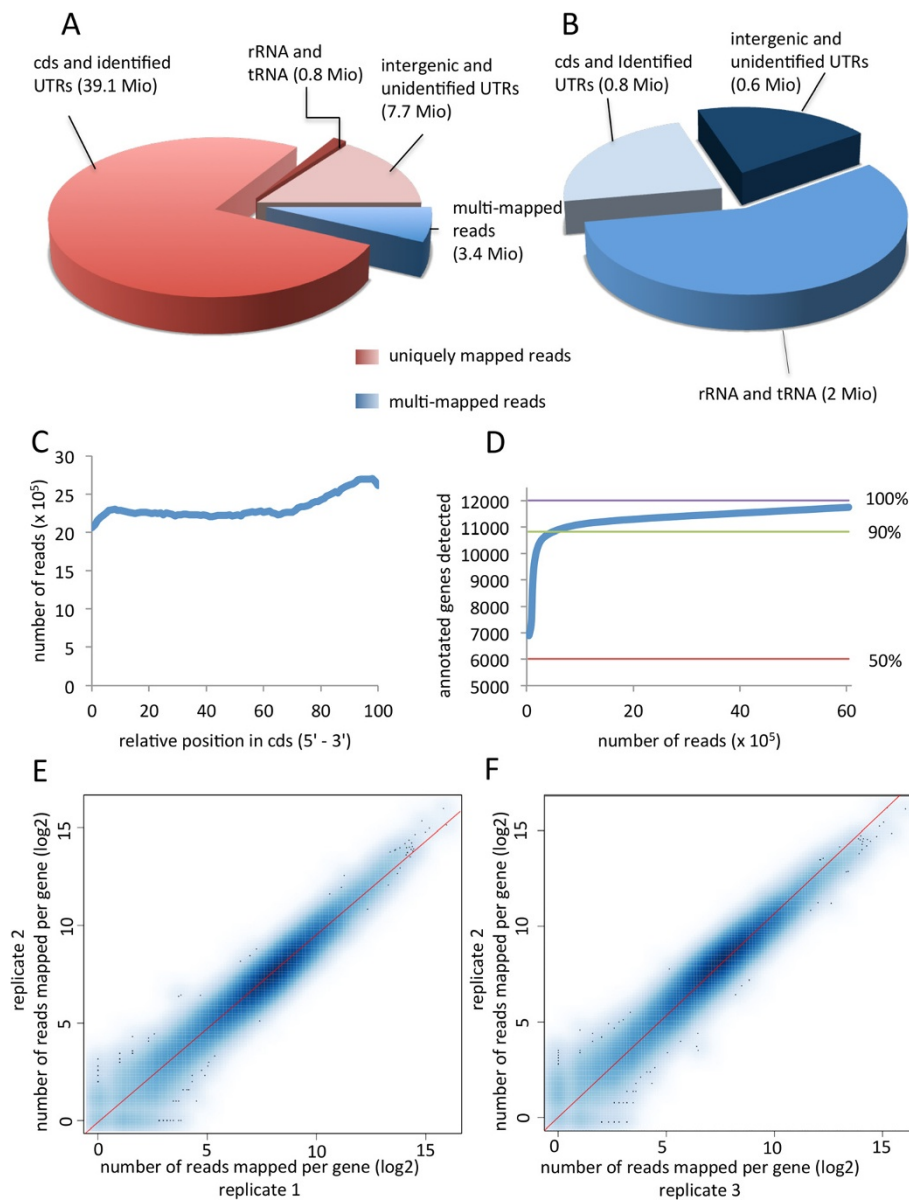 A
B
cds and identified
UTRs (39.1 Mio)
rRNA and
tRNA (0.8 Mio)
intergenic and
unidentified UTRs
(7.7 Mio)
multi-mapped
reads
(3.4 Mio)
cds and Identified
UTRs (0.8 Mio)
intergenic and
unidentified UTRs
(0.6 Mio)
rRNA and tRNA (2 Mio)
uniquely mapped reads
multi-mapped reads
C
number of reads (x 10⁵)
30
25
20
15
10
5
0
0 20 40 60 80 100
relative position in cds (5' - 3')
D
annotated genes detected
12000
11000
10000
9000
8000
7000
6000
5000
100%
90%
50%
0 20 40 60
number of reads (x 10⁵)
E
replicate 2
number of reads mapped per gene (log2)
15
10
5
0
0 5 10 15
number of reads mapped per gene (log2)
replicate 1
F
replicate 2
number of reads mapped per gene (log2)
15
10
5
0
0 5 10 15
number of reads mapped per gene (log2)
replicate 3